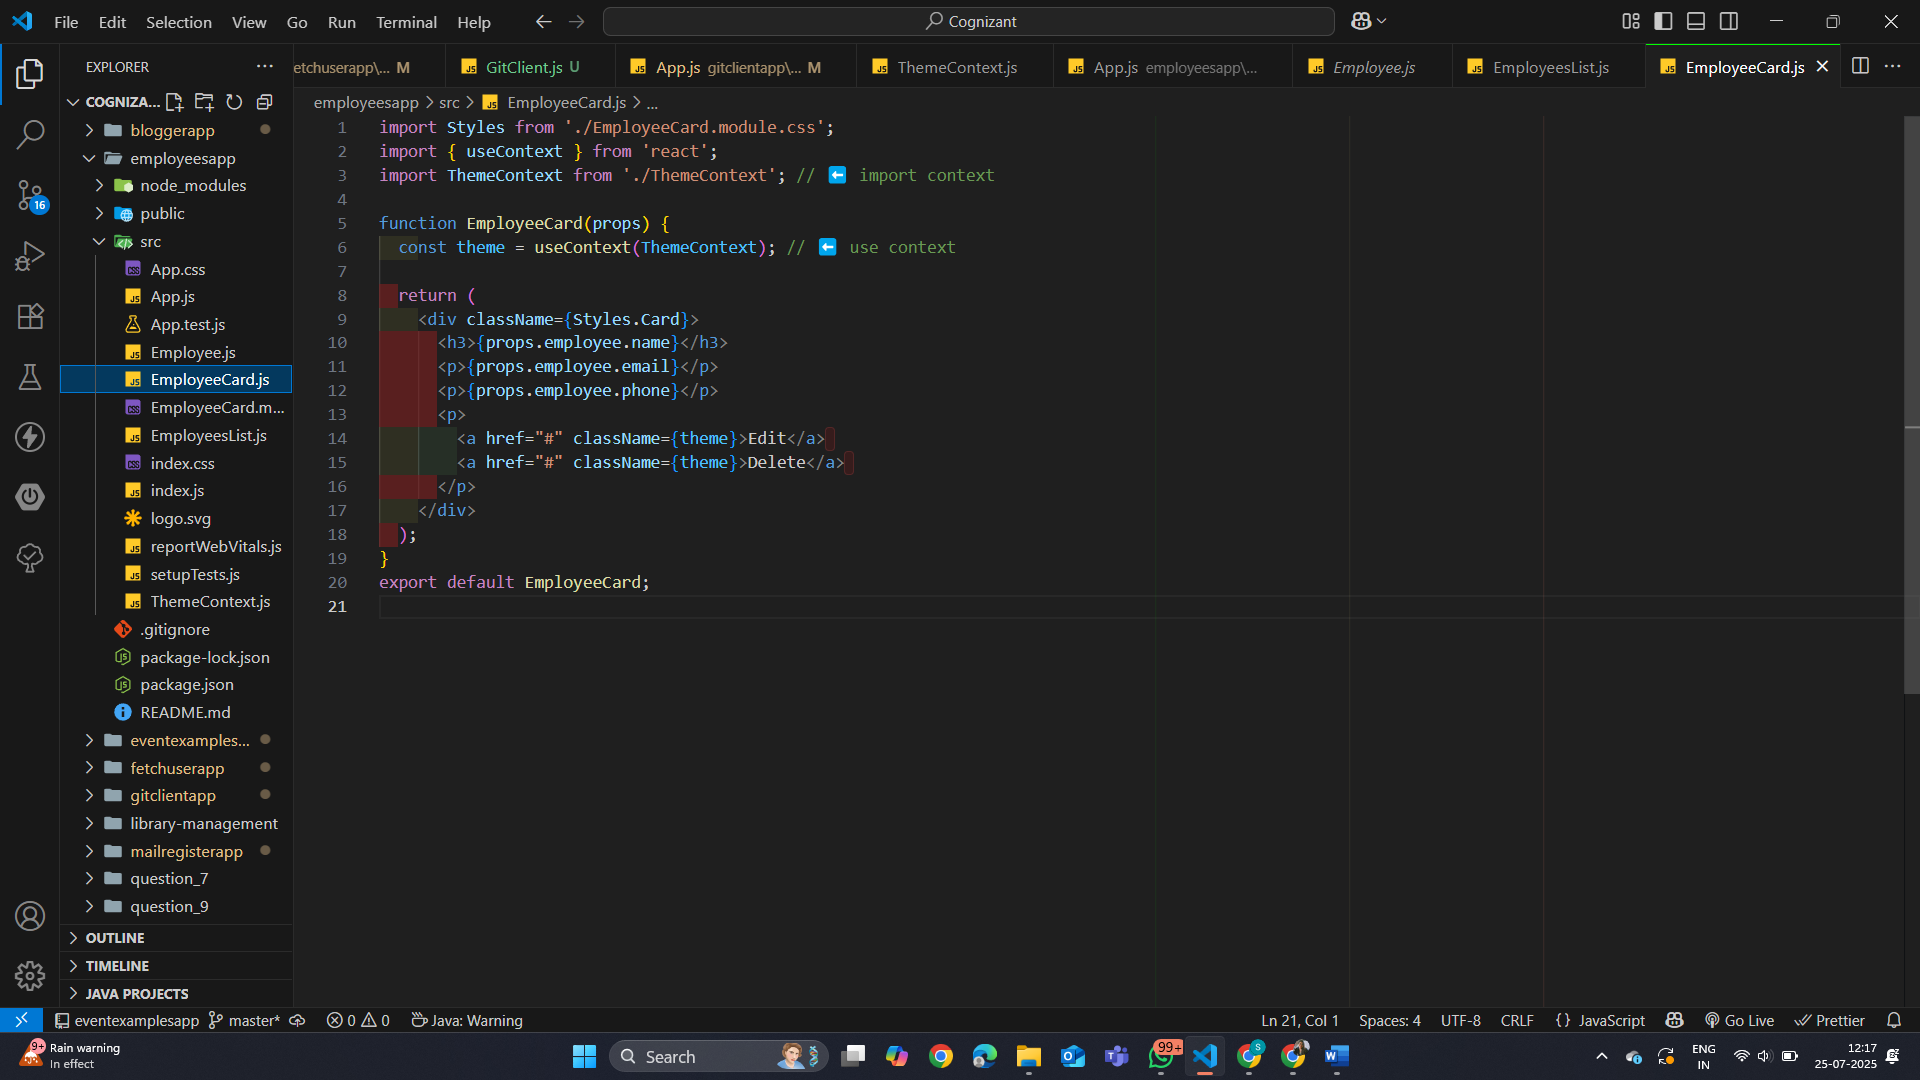 File Edit Selection View Go Run Terminal Help
Cognizant
EXPLORER
etchuserapp\... M
GitClient.js U
App.js gitclientapp\... M
ThemeContext.js
App.js employeesapp\...
Employee.js
EmployeesList.js
EmployeeCard.js
COGNIZA...
employeesapp > src > EmployeeCard.js > ...
bloggerapp
employeesapp
node_modules
public
src
App.css
App.js
App.test.js
Employee.js
EmployeeCard.js
EmployeeCard.m...
EmployeesList.js
index.css
index.js
logo.svg
reportWebVitals.js
setupTests.js
ThemeContext.js
.gitignore
package-lock.json
package.json
README.md
eventexamples...
fetchuserapp
gitclientapp
library-management
mailregisterapp
question_7
question_9
OUTLINE
TIMELINE
JAVA PROJECTS
16
1 import Styles from './EmployeeCard.module.css';
2 import { useContext } from 'react';
3 import ThemeContext from './ThemeContext'; // ⬅️ import context
4
5 function EmployeeCard(props) {
6 const theme = useContext(ThemeContext); // ⬅️ use context
7
8 return (
9 <div className={Styles.Card}>
10 <h3>{props.employee.name}</h3>
11 <p>{props.employee.email}</p>
12 <p>{props.employee.phone}</p>
13 <p>
14 <a href="#" className={theme}>Edit</a>
15 <a href="#" className={theme}>Delete</a>
16 </p>
17 </div>
18 );
19 }
20 export default EmployeeCard;
21
eventexamplesapp master* 0 0 Java: Warning
Ln 21, Col 1 Spaces: 4 UTF-8 CRLF {} JavaScript Go Live Prettier
9+ Rain warning
In effect
Search
99+
S
ENG
IN
12:17
25-07-2025